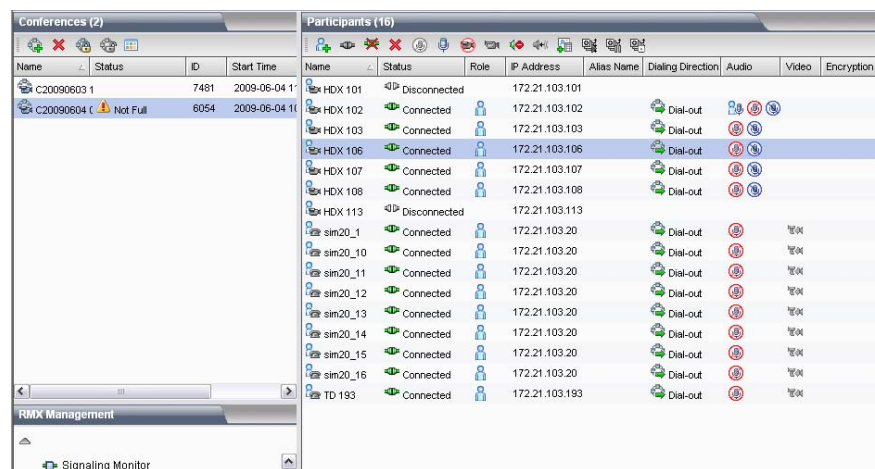 Conferences (2)
Name Status ID Start Time
C20090603 1 7481 2009-06-04 1
C20090604 Not Full 6054 2009-06-04 1
RMX Management
Signaling Monitor
Participants (16)
Name Status Role IP Address Alias Name Dialing Direction Audio Video Encryption
HDX 101 Disconnected 172.21.103.101
HDX 102 Connected 172.21.103.102 Dial-out
HDX 103 Connected 172.21.103.103 Dial-out
HDX 106 Connected 172.21.103.106 Dial-out
HDX 107 Connected 172.21.103.107 Dial-out
HDX 108 Connected 172.21.103.108 Dial-out
HDX 113 Disconnected 172.21.103.113
sim20_1 Connected 172.21.103.20 Dial-out
sim20_10 Connected 172.21.103.20 Dial-out
sim20_11 Connected 172.21.103.20 Dial-out
sim20_12 Connected 172.21.103.20 Dial-out
sim20_13 Connected 172.21.103.20 Dial-out
sim20_14 Connected 172.21.103.20 Dial-out
sim20_15 Connected 172.21.103.20 Dial-out
sim20_16 Connected 172.21.103.20 Dial-out
TD 193 Connected 172.21.103.193 Dial-out